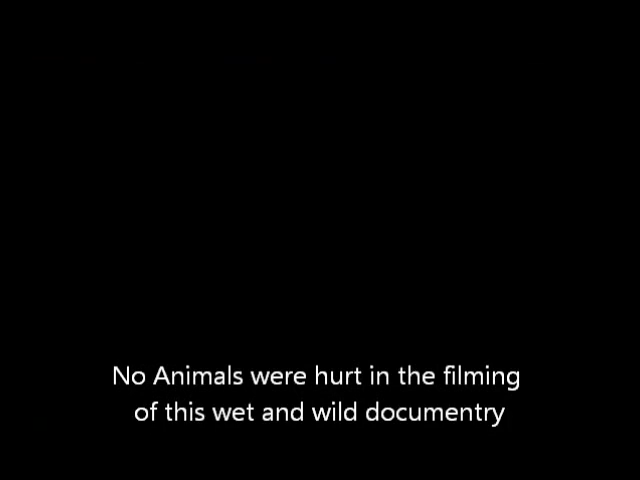 No Animals were hurt in the filming
of this wet and wild documentry